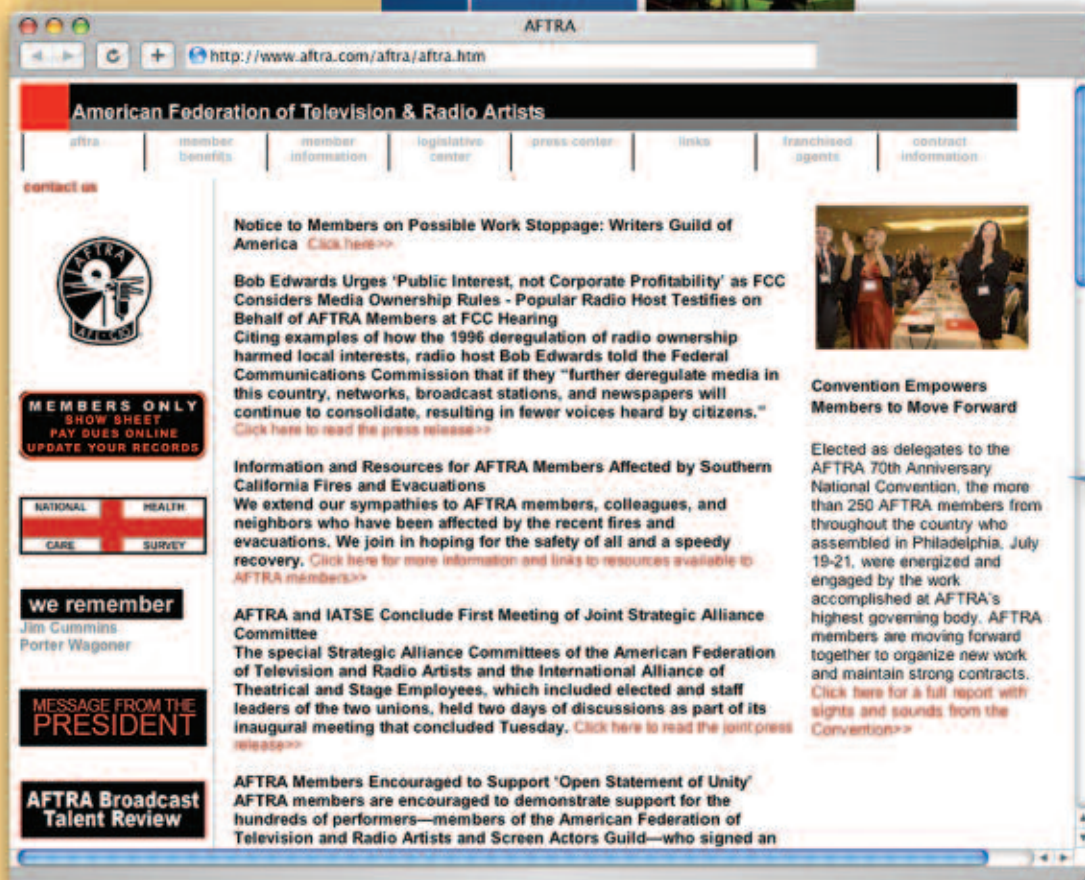 AFTRA
http://www.aftra.com/aftra/aftra.htm
American Federation of Television & Radio Artists
aftra
member
benefits
member
information
legislative
center
press center
links
franchised
agents
contract
information
contact us
AFTRA
AFL-CIO
MEMBERS ONLY
SHOW SHEET
PAY DUES ONLINE
UPDATE YOUR RECORDS
NATIONAL HEALTH
CARE SURVEY
we remember
Jim Cummins
Porter Wagoner
MESSAGE FROM THE
PRESIDENT
AFTRA Broadcast
Talent Review
Notice to Members on Possible Work Stoppage: Writers Guild of
America Click here>>
Bob Edwards Urges 'Public Interest, not Corporate Profitability' as FCC
Considers Media Ownership Rules - Popular Radio Host Testifies on
Behalf of AFTRA Members at FCC Hearing
Citing examples of how the 1996 deregulation of radio ownership
harmed local interests, radio host Bob Edwards told the Federal
Communications Commission that if they "further deregulate media in
this country, networks, broadcast stations, and newspapers will
continue to consolidate, resulting in fewer voices heard by citizens."
Click here to read the press release>>
Information and Resources for AFTRA Members Affected by Southern
California Fires and Evacuations
We extend our sympathies to AFTRA members, colleagues, and
neighbors who have been affected by the recent fires and
evacuations. We join in hoping for the safety of all and a speedy
recovery. Click here for more information and links to resources available to
AFTRA members>>
AFTRA and IATSE Conclude First Meeting of Joint Strategic Alliance
Committee
The special Strategic Alliance Committees of the American Federation
of Television and Radio Artists and the International Alliance of
Theatrical and Stage Employees, which included elected and staff
leaders of the two unions, held two days of discussions as part of its
inaugural meeting that concluded Tuesday. Click here to read the joint press
release>>
AFTRA Members Encouraged to Support 'Open Statement of Unity'
AFTRA members are encouraged to demonstrate support for the
hundreds of performers—members of the American Federation of
Television and Radio Artists and Screen Actors Guild—who signed an
Convention Empowers
Members to Move Forward
Elected as delegates to the
AFTRA 70th Anniversary
National Convention, the more
than 250 AFTRA members from
throughout the country who
assembled in Philadelphia, July
19-21, were energized and
engaged by the work
accomplished at AFTRA's
highest governing body. AFTRA
members are moving forward
together to organize new work
and maintain strong contracts.
Click here for a full report with
sights and sounds from the
Convention>>